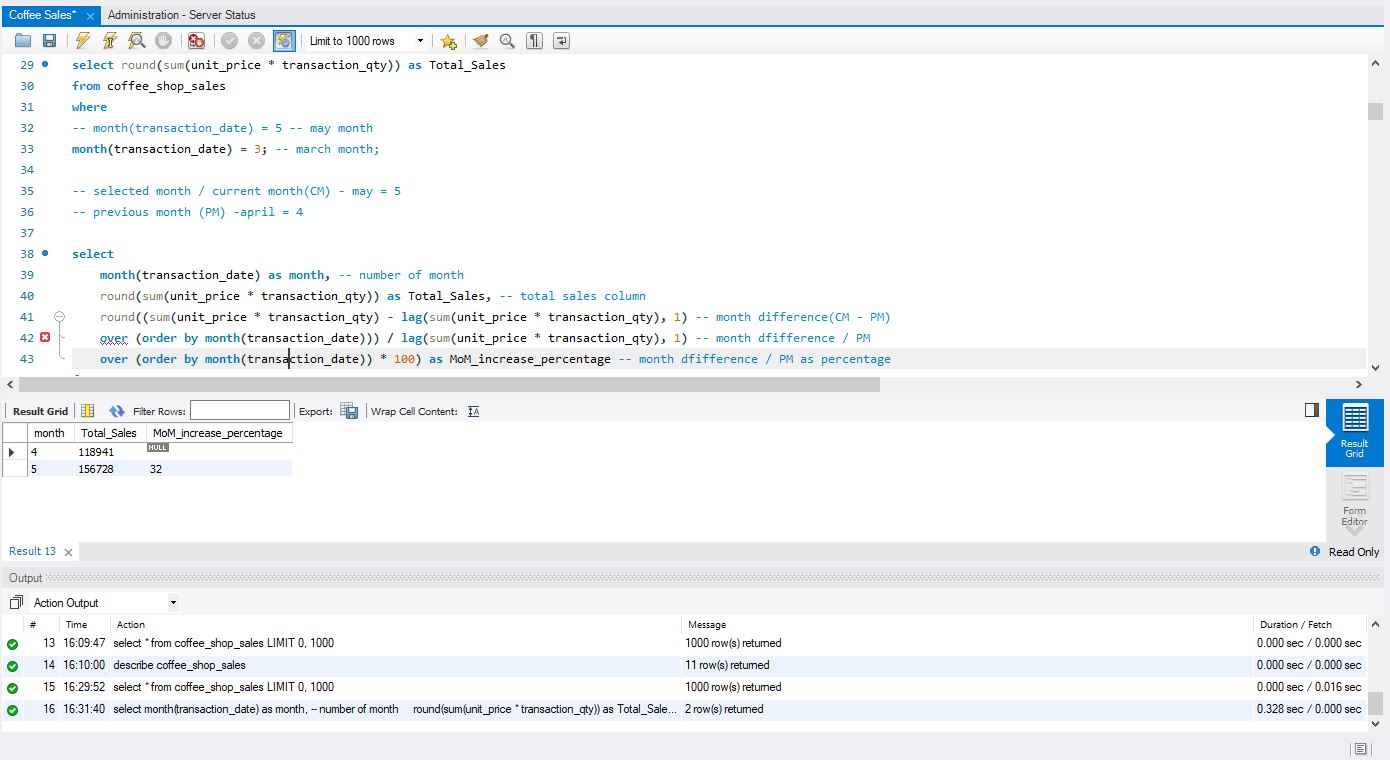 Coffee Sales* Administration - Server Status
Limit to 1000 rows
29 select round(sum(unit_price * transaction_qty)) as Total_Sales
30 from coffee_shop_sales
31 where
32 -- month(transaction_date) = 5 -- may month
33 month(transaction_date) = 3; -- march month;
34
35 -- selected month / current month(CM) - may = 5
36 -- previous month (PM) -april = 4
37
38 select
39 month(transaction_date) as month, -- number of month
40 round(sum(unit_price * transaction_qty)) as Total_Sales, -- total sales column
41 round((sum(unit_price * transaction_qty) - lag(sum(unit_price * transaction_qty), 1) -- month difference(CM - PM)
42 over (order by month(transaction_date))) / lag(sum(unit_price * transaction_qty), 1) -- month dfifference / PM
43 over (order by month(transaction_date)) * 100) as MoM_increase_percentage -- month dfifference / PM as percentage
Result Grid Filter Rows: Export: Wrap Cell Content:
month Total_Sales MoM_increase_percentage
4 118941 NULL
5 156728 32
Result Grid
Form Editor
Result 13 Read Only
Output
Action Output
# Time Action Message Duration / Fetch
13 16:09:47 select * from coffee_shop_sales LIMIT 0, 1000 1000 row(s) returned 0.000 sec / 0.000 sec
14 16:10:00 describe coffee_shop_sales 11 row(s) returned 0.000 sec / 0.000 sec
15 16:29:52 select * from coffee_shop_sales LIMIT 0, 1000 1000 row(s) returned 0.000 sec / 0.016 sec
16 16:31:40 select month(transaction_date) as month, -- number of month round(sum(unit_price * transaction_qty)) as Total_Sale... 2 row(s) returned 0.328 sec / 0.000 sec